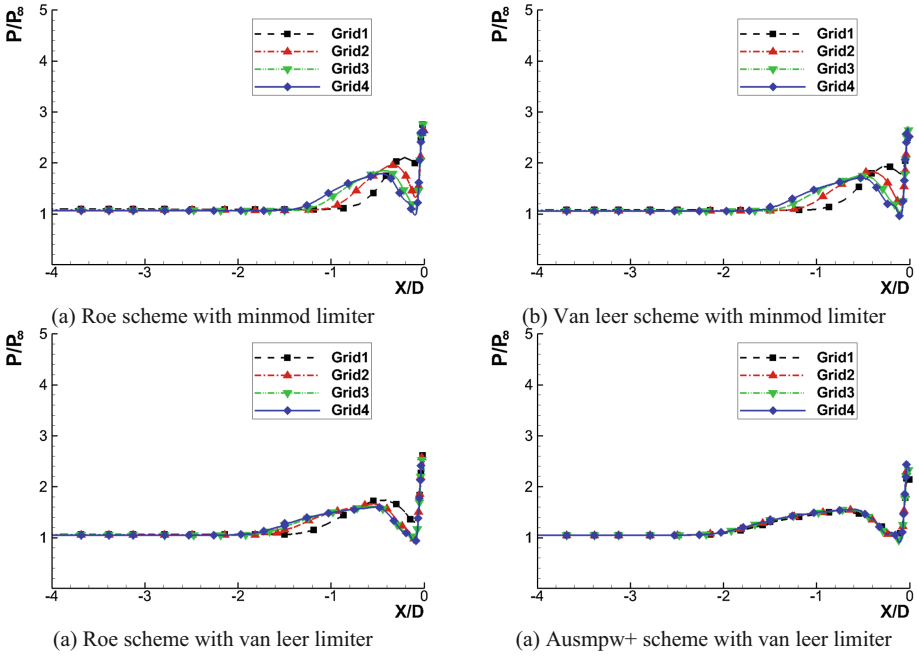 P/P8
5
4
3
2
1
Grid1
Grid2
Grid3
Grid4
-4 -3 -2 -1 0
X/D
(a) Roe scheme with minmod limiter
P/P8
5
4
3
2
1
Grid1
Grid2
Grid3
Grid4
-4 -3 -2 -1 0
X/D
(b) Van leer scheme with minmod limiter
P/P8
5
4
3
2
1
Grid1
Grid2
Grid3
Grid4
-4 -3 -2 -1 0
X/D
(a) Roe scheme with van leer limiter
P/P8
5
4
3
2
1
Grid1
Grid2
Grid3
Grid4
-4 -3 -2 -1 0
X/D
(a) Ausmpw+ scheme with van leer limiter